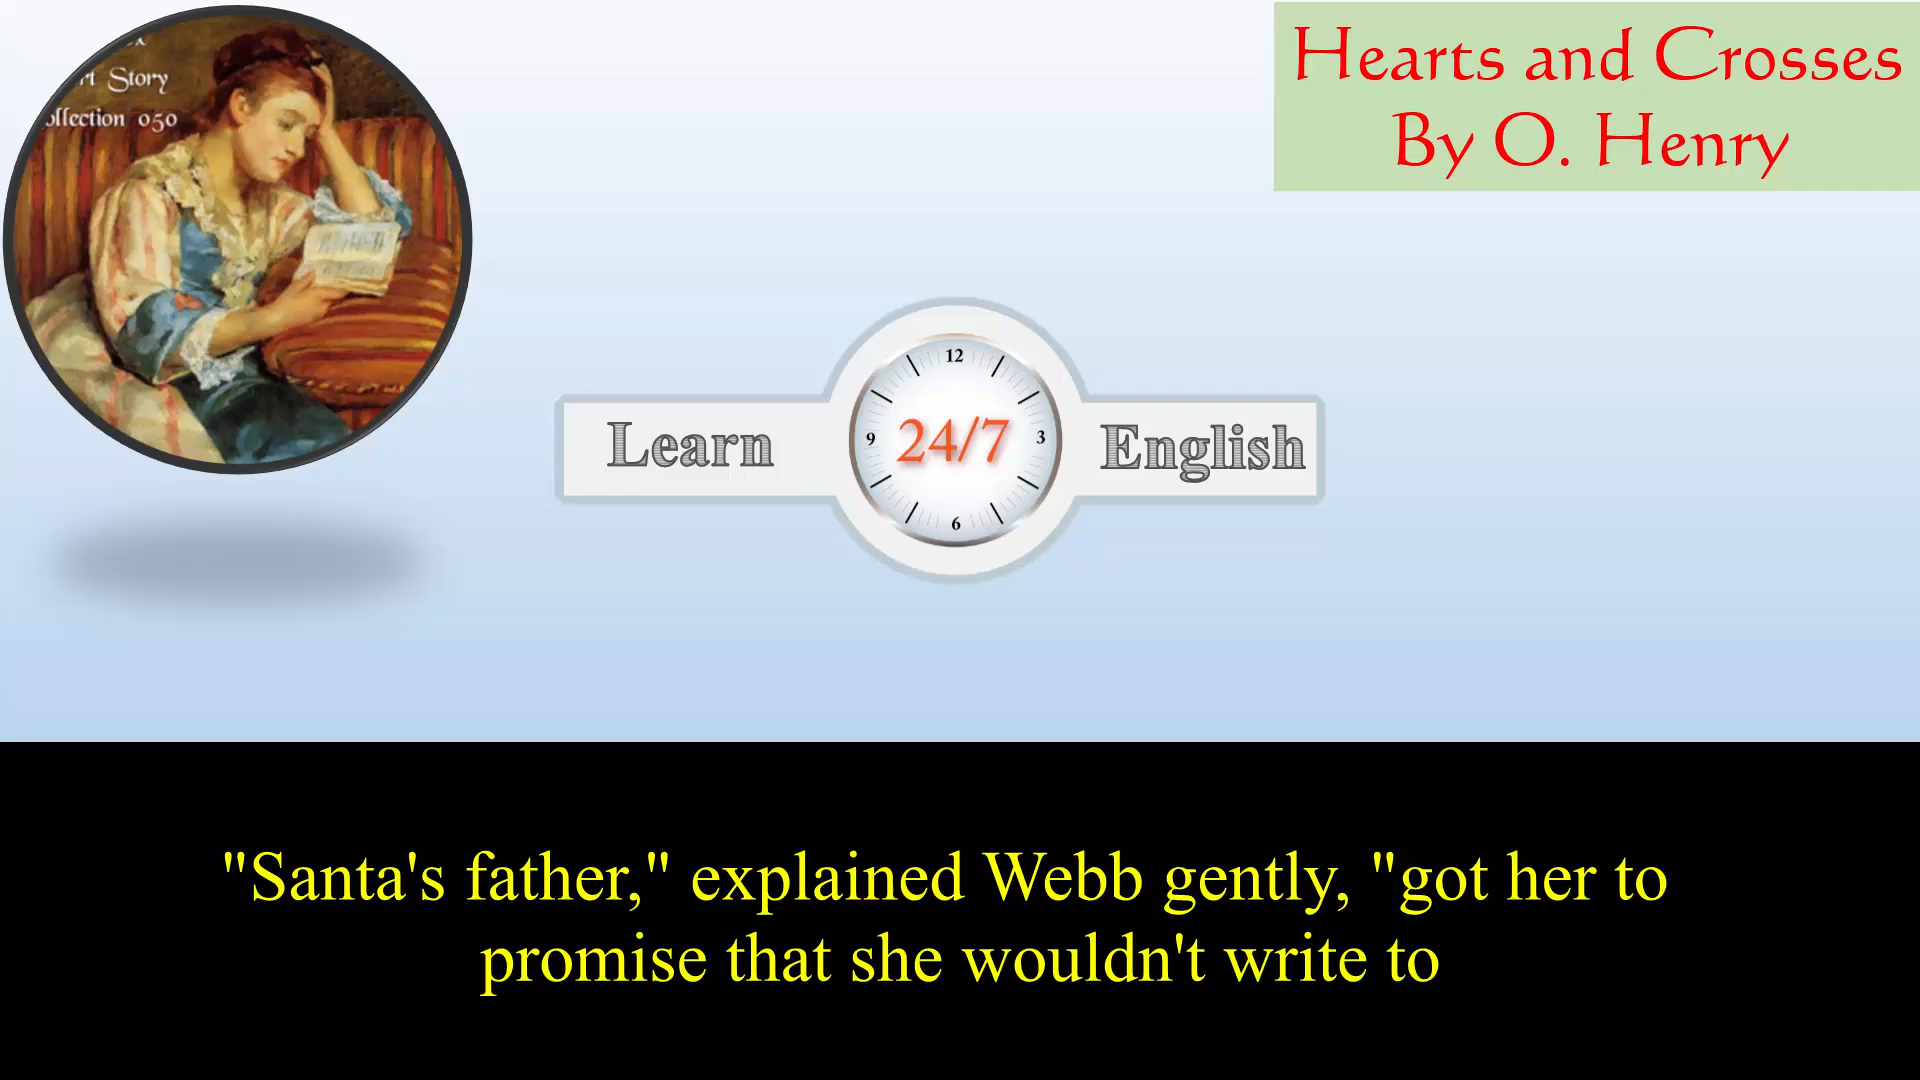 rt Story
ollection 050
Hearts and Crosses
By O. Henry
Learn 24/7 English
12
9
3
6
"Santa's father," explained Webb gently, "got her to
promise that she wouldn't write to